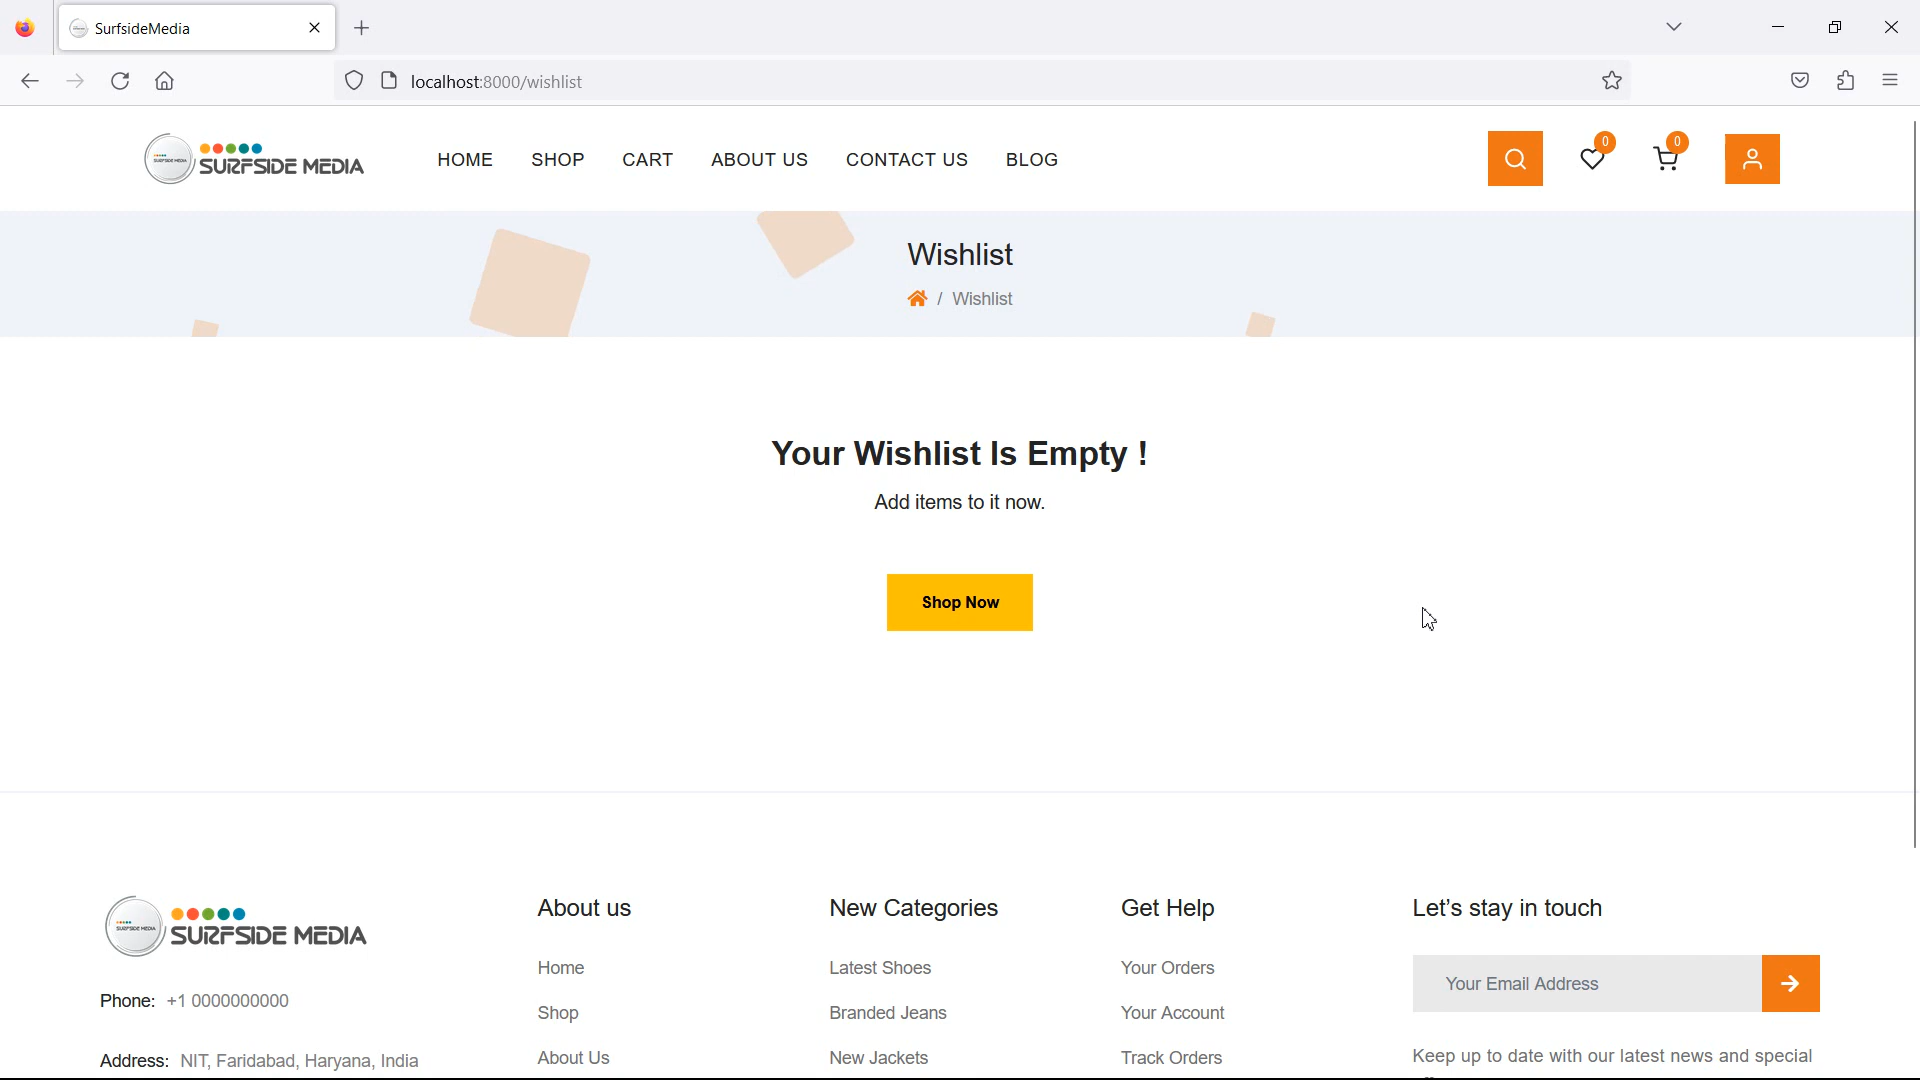 SurfsideMedia
localhost:8000/wishlist
SURFSIDE MEDIA
SURFSIDE MEDIA
HOME
SHOP
CART
ABOUT US
CONTACT US
BLOG
0
0
Wishlist
/ Wishlist
Your Wishlist Is Empty !
Add items to it now.
Shop Now
SURFSIDE MEDIA
SURFSIDE MEDIA
Phone: +1 0000000000
Address: NIT, Faridabad, Haryana, India
About us
Home
Shop
About Us
New Categories
Latest Shoes
Branded Jeans
New Jackets
Get Help
Your Orders
Your Account
Track Orders
Let’s stay in touch
Your Email Address
Keep up to date with our latest news and special